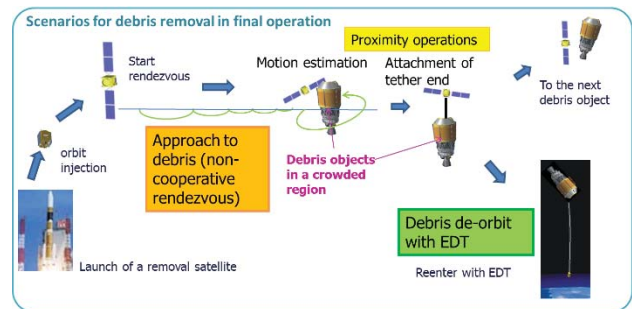 Scenarios for debris removal in final operation
Start
rendezvous
orbit
injection
Launch of a removal satellite
Approach to
debris (non-
cooperative
rendezvous)
Motion estimation
Proximity operations
Attachment of
tether end
Debris objects
in a crowded
region
To the next
debris object
Debris de-orbit
with EDT
Reenter with EDT